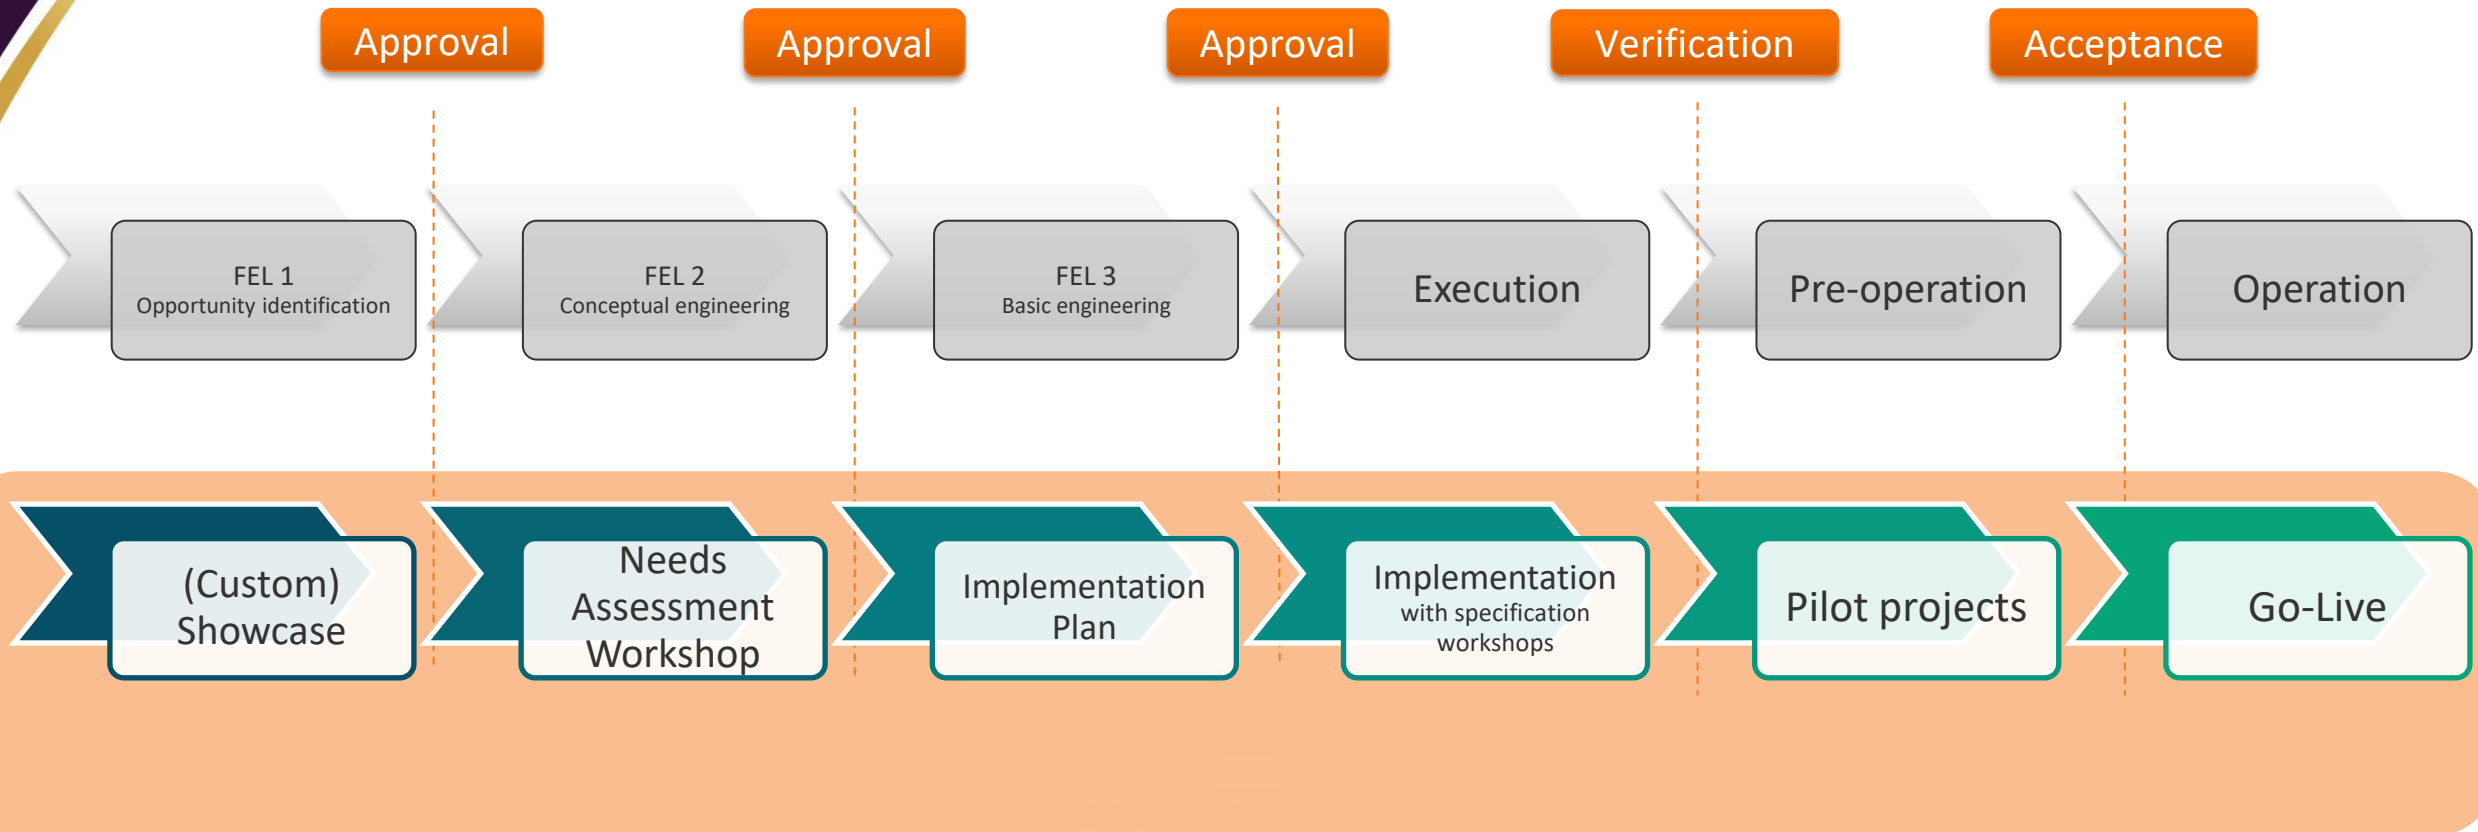 Approval
Approval
Approval
Verification
Acceptance
FEL 1
Opportunity identification
FEL 2
Conceptual engineering
FEL 3
Basic engineering
Execution
Pre-operation
Operation
(Custom)
Showcase
Needs
Assessment
Workshop
Implementation
Plan
Implementation
with specification
workshops
Pilot projects
Go-Live